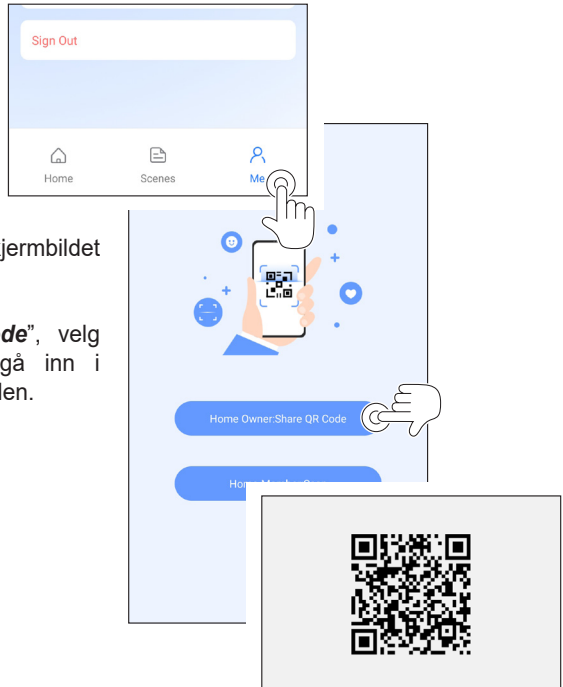 Sign Out
Home Scenes Me
jermbildet
de”, velg
gå inn i
len.
Home Owner:Share QR Code